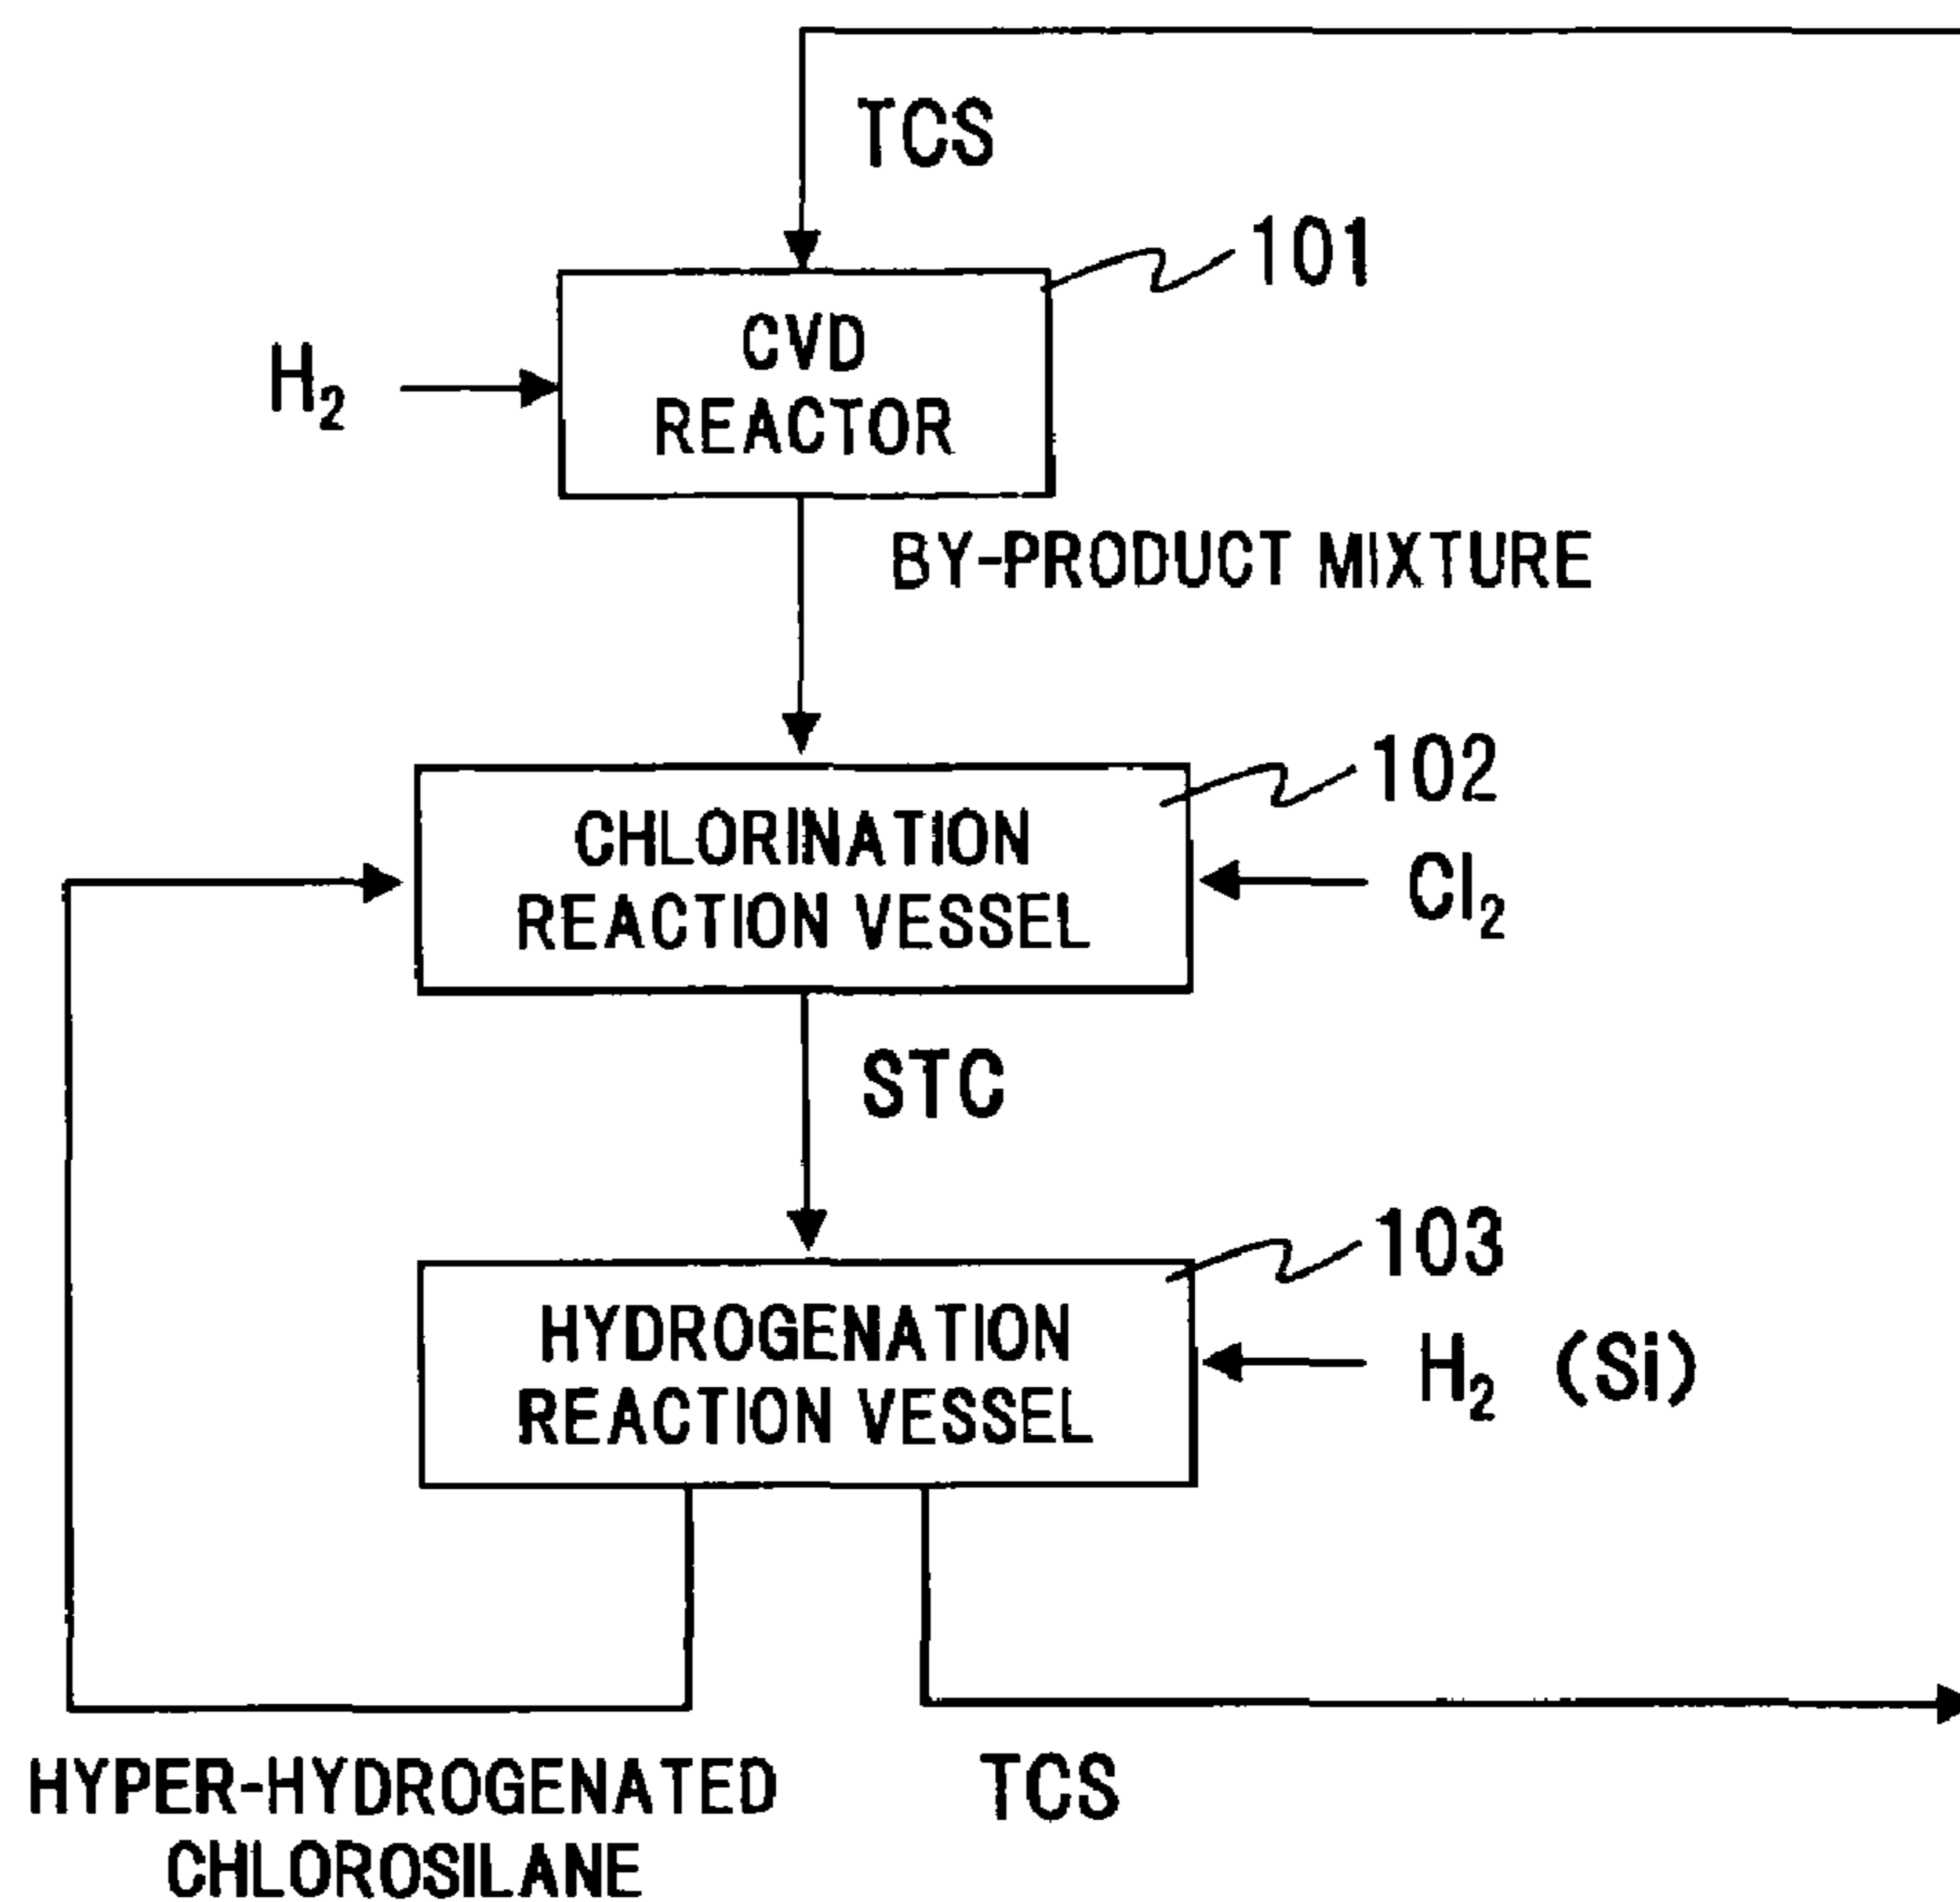 TCS
101
CVD
REACTOR
H₂
BY-PRODUCT MIXTURE
102
CHLORINATION
REACTION VESSEL
Cl₂
STC
103
HYDROGENATION
REACTION VESSEL
H₂ (Si)
HYPER-HYDROGENATED
CHLOROSILANE
TCS